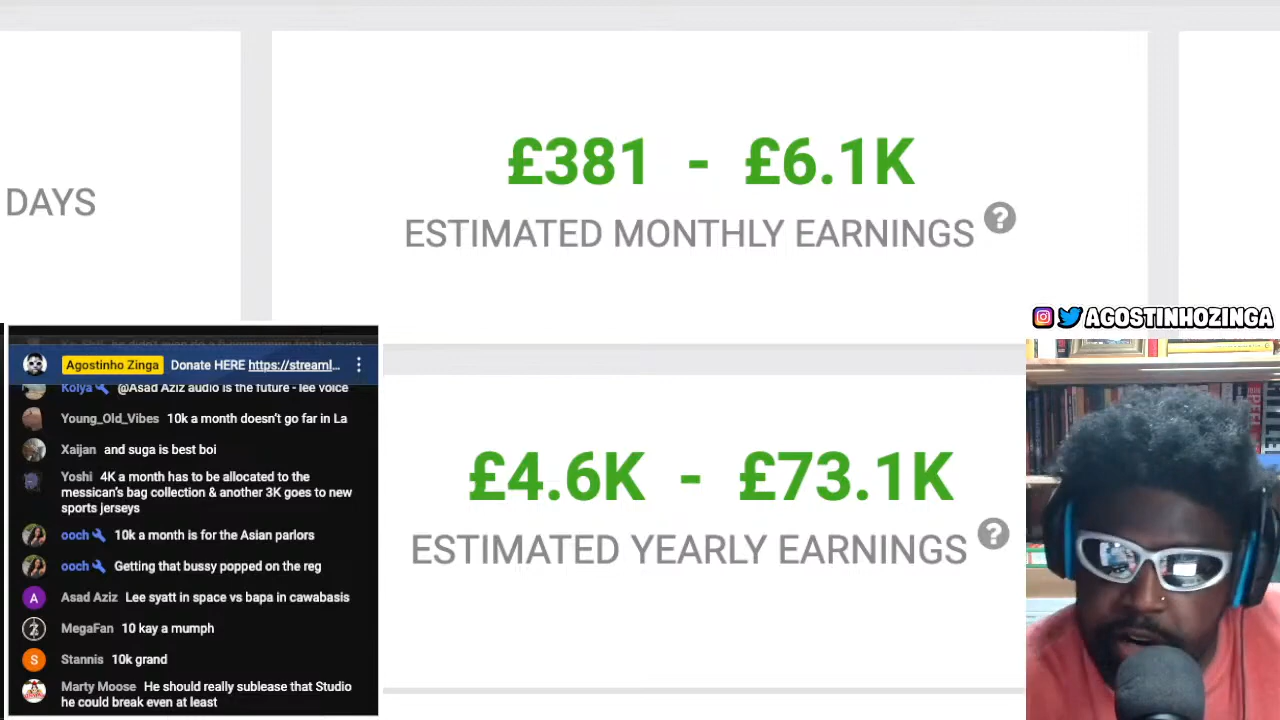 DAYS
£381 - £6.1K
ESTIMATED MONTHLY EARNINGS ?
AGOSTINHOZINGA
£4.6K - £73.1K
ESTIMATED YEARLY EARNINGS ?
Agostinho Zinga Donate HERE https://streaml...
Kolya @Asad Aziz audio is the future - lee voice
Young_Old_Vibes 10k a month doesn't go far in La
Xaijan and suga is best boi
Yoshi 4K a month has to be allocated to the
messican's bag collection & another 3K goes to new
sports jerseys
ooch 10k a month is for the Asian parlors
ooch Getting that bussy popped on the reg
A Asad Aziz Lee syatt in space vs bapa in cawabasis
MegaFan 10 kay a mumph
S Stannis 10k grand
Marty Moose He should really sublease that Studio
he could break even at least